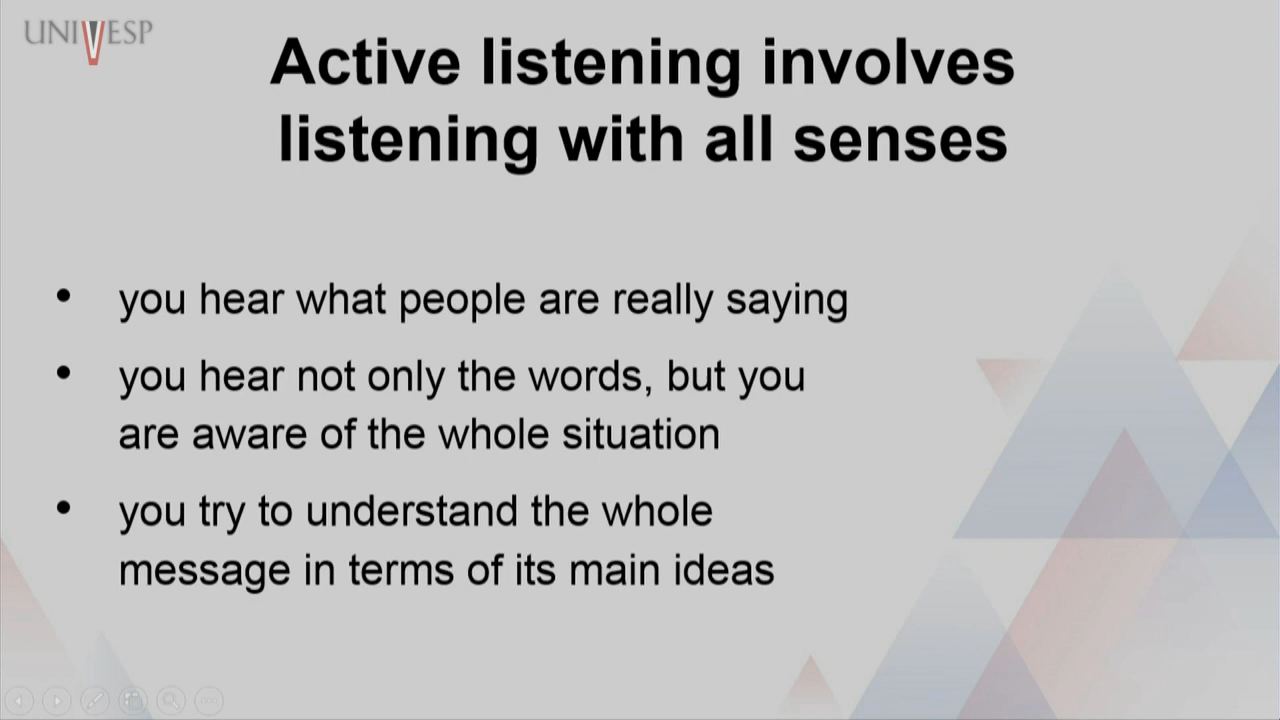 UNIVESP
Active listening involves
listening with all senses
• you hear what people are really saying
• you hear not only the words, but you
are aware of the whole situation
• you try to understand the whole
message in terms of its main ideas